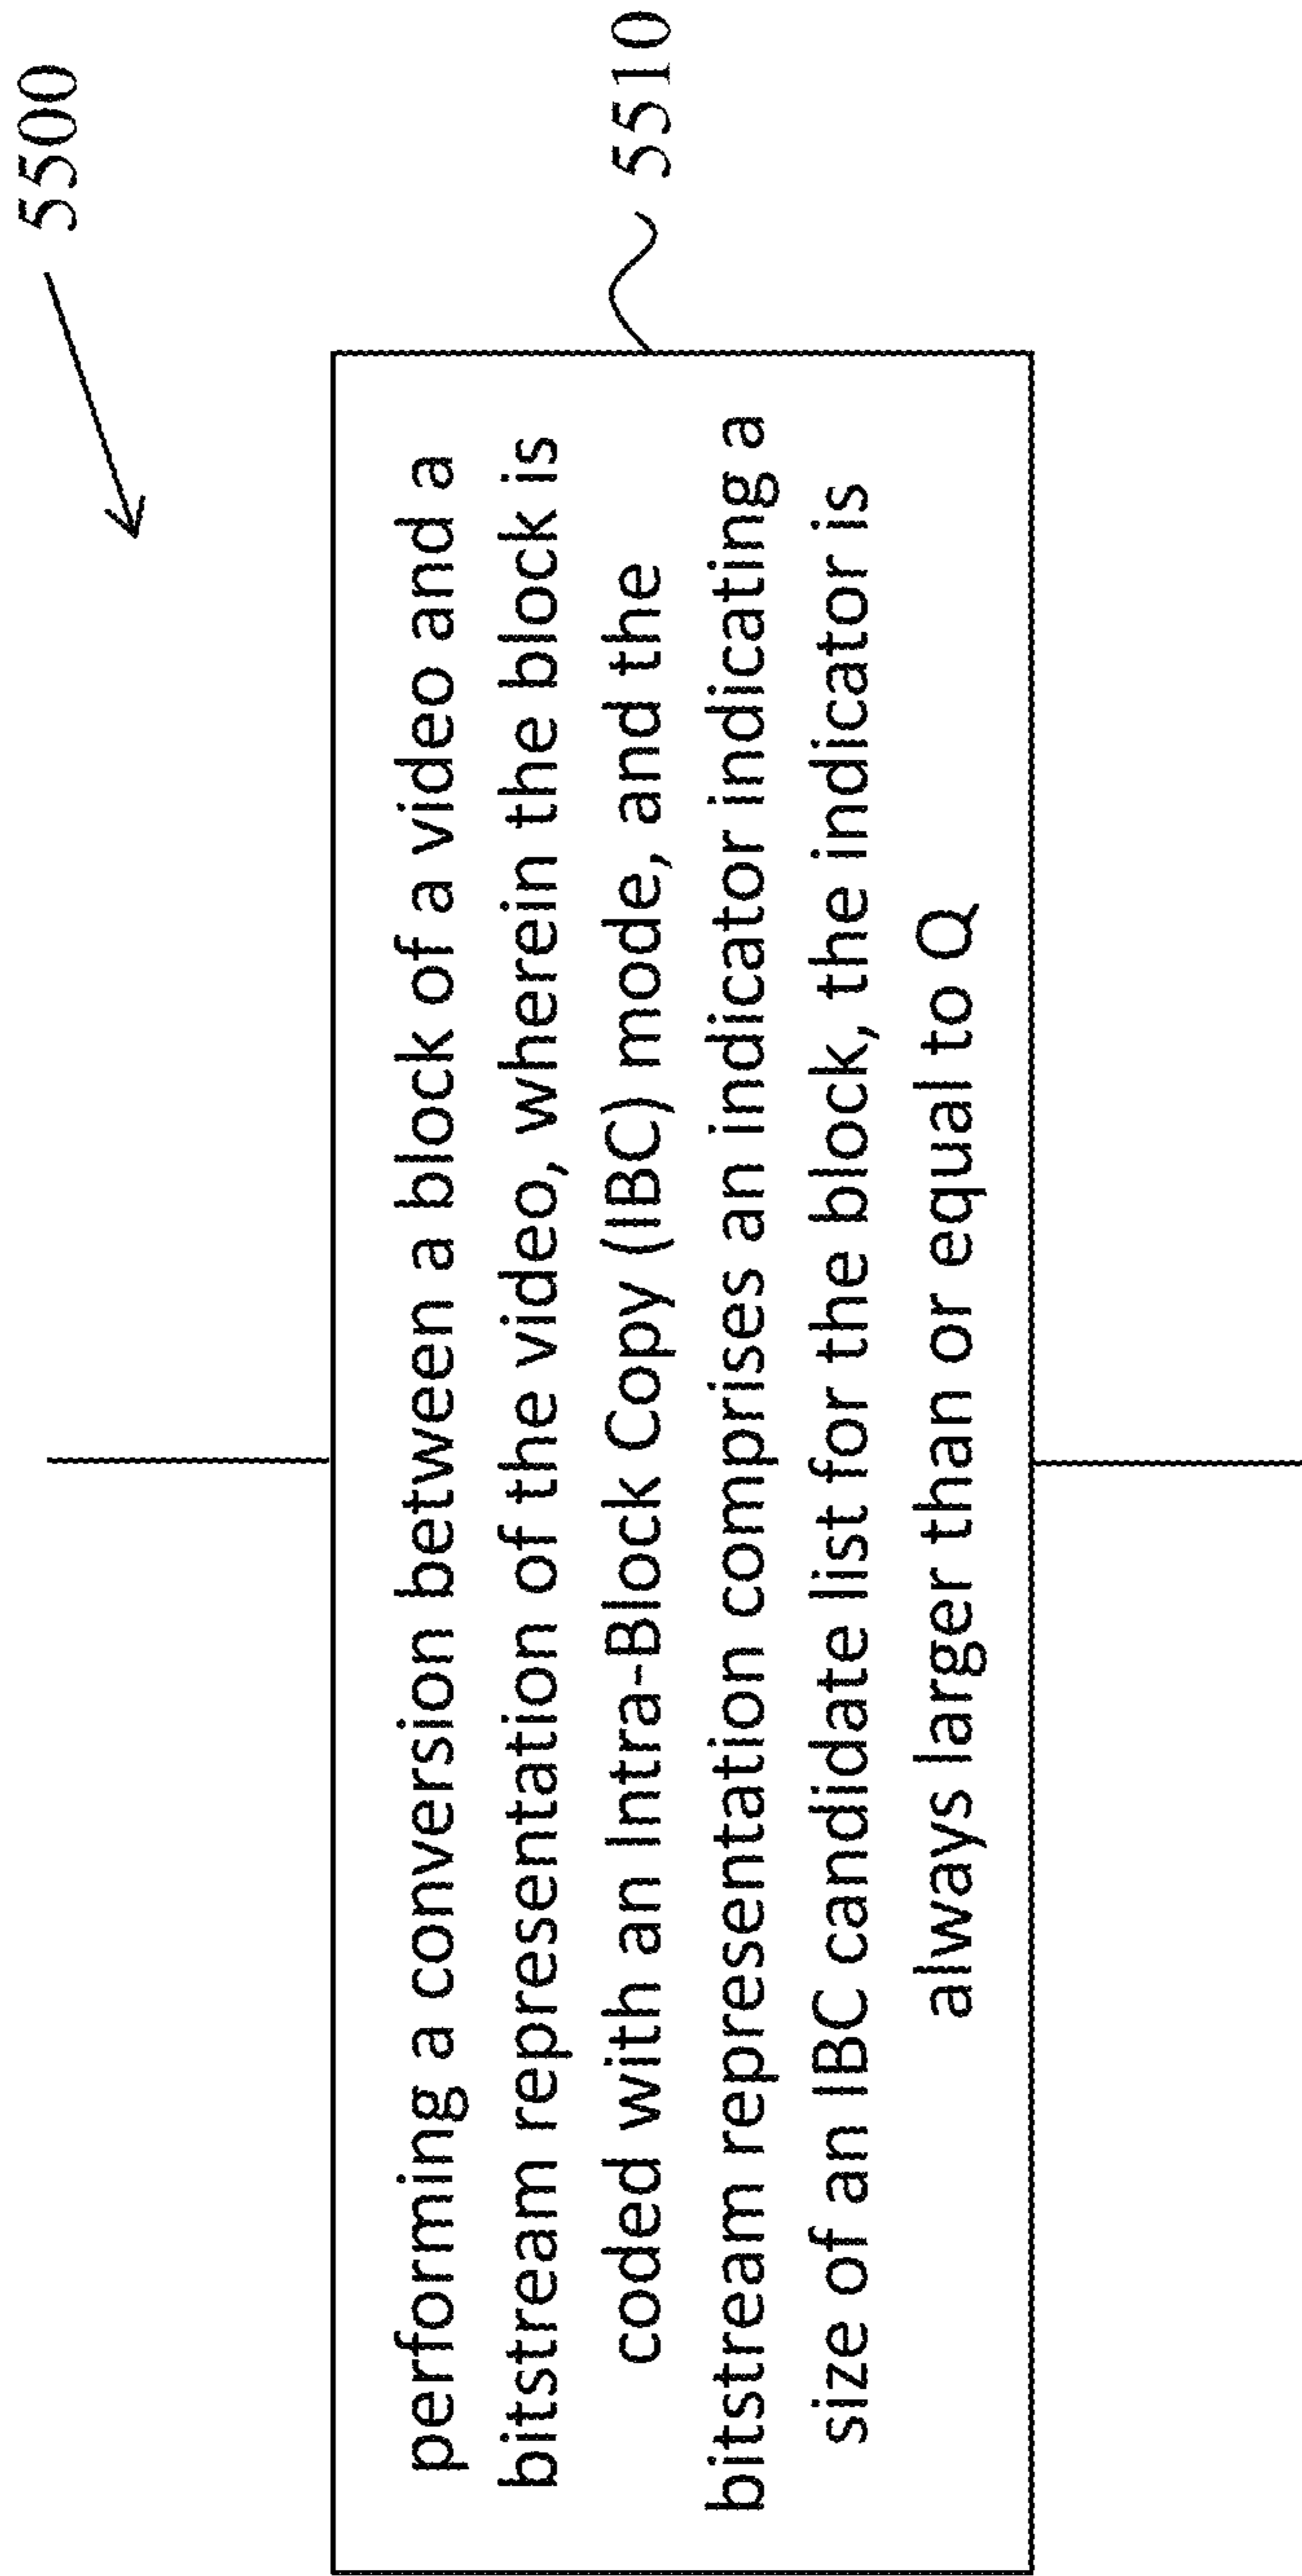 5500
performing a conversion between a block of a video and a
bitstream representation of the video, wherein the block is
coded with an Intra-Block Copy (IBC) mode, and the
bitstream representation comprises an indicator indicating a
size of an IBC candidate list for the block, the indicator is
always larger than or equal to Q
5510